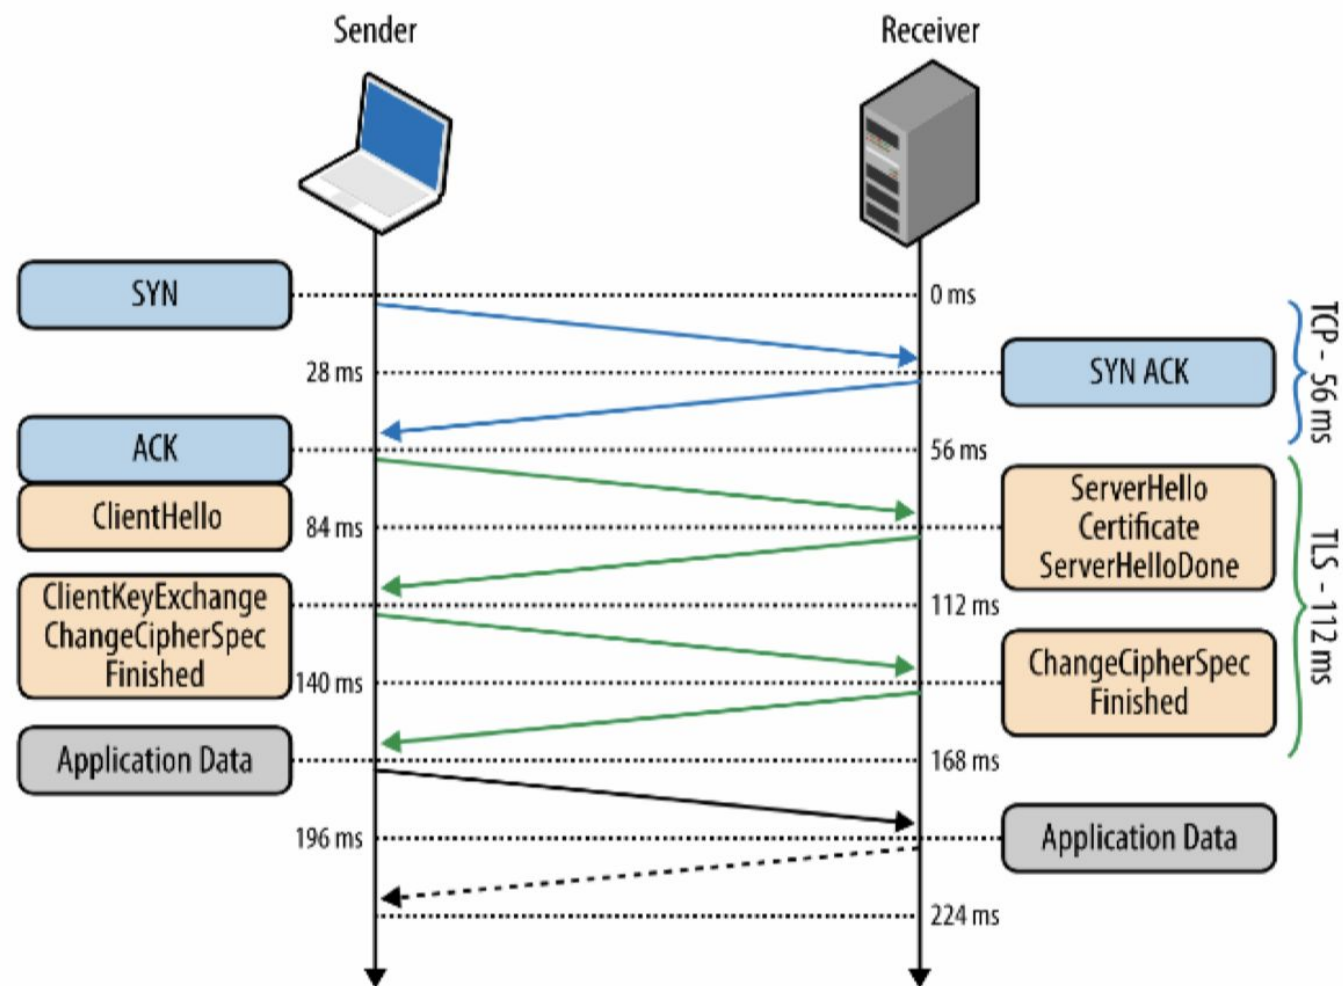 Sender
Receiver
SYN
0 ms
28 ms
SYN ACK
TCP - 56 ms
ACK
56 ms
ClientHello
84 ms
ServerHello
Certificate
ServerHelloDone
ClientKeyExchange
ChangeCipherSpec
Finished
112 ms
TLS - 112 ms
140 ms
ChangeCipherSpec
Finished
Application Data
168 ms
196 ms
Application Data
224 ms